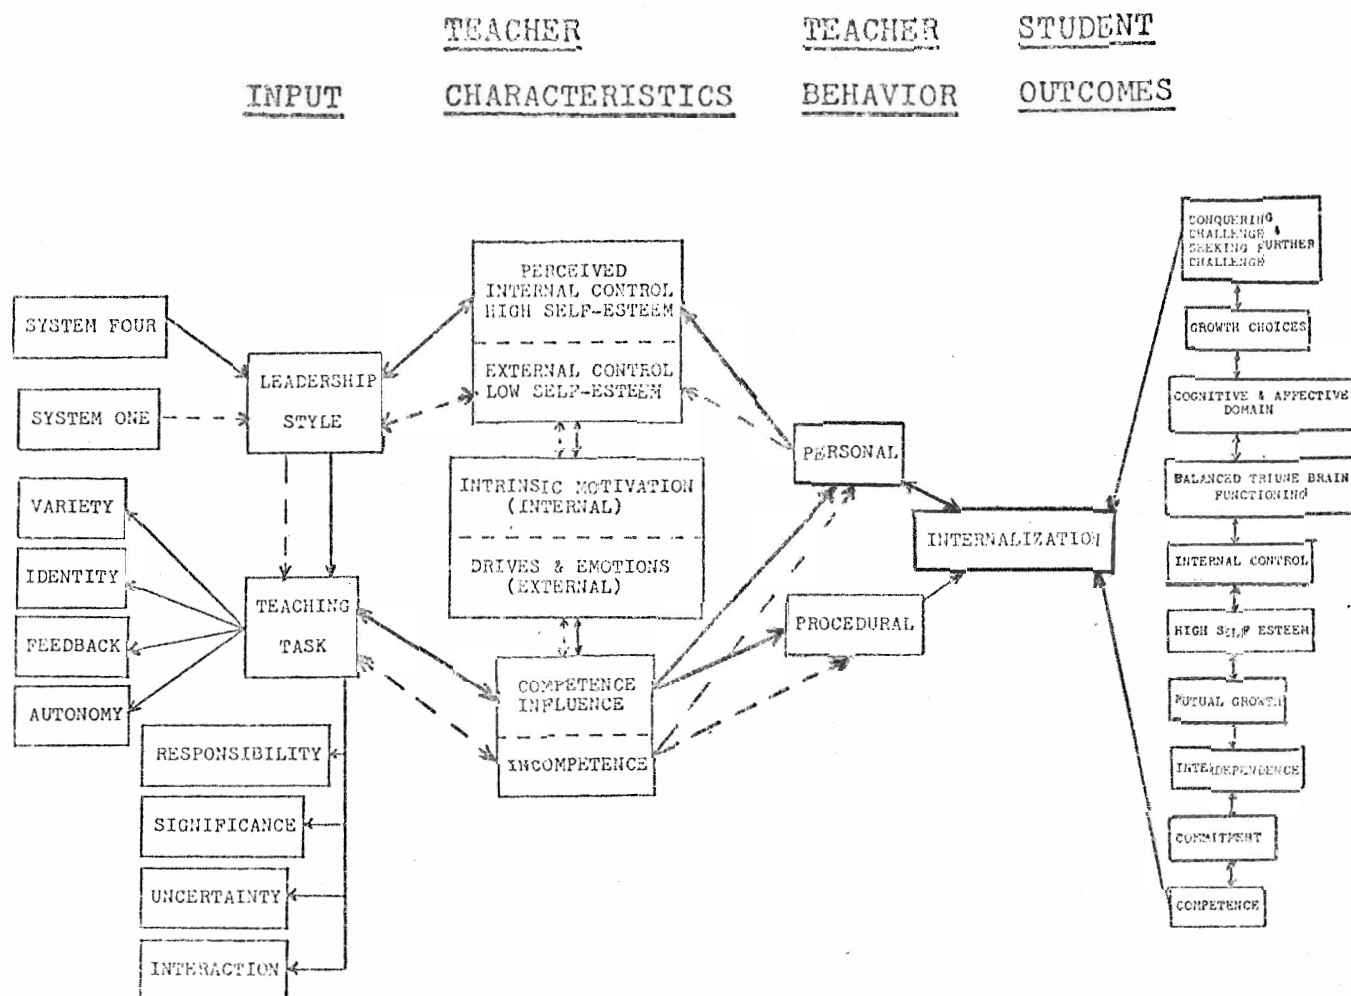 INPUT
TEACHER
CHARACTERISTICS
TEACHER
BEHAVIOR
STUDENT
OUTCOMES
SYSTEM FOUR
SYSTEM ONE
LEADERSHIP
STYLE
VARIETY
IDENTITY
FEEDBACK
AUTONOMY
TEACHING
TASK
RESPONSIBILITY
SIGNIFICANCE
UNCERTAINTY
INTERACTION
PERCEIVED
INTERNAL CONTROL
HIGH SELF-ESTEEM
EXTERNAL CONTROL
LOW SELF-ESTEEM
INTRINSIC MOTIVATION
(INTERNAL)
DRIVES & EMOTIONS
(EXTERNAL)
COMPETENCE
INFLUENCE
INCOMPETENCE
PERSONAL
PROCEDURAL
INTERNALIZATION
CONQUERING
CHALLENGE &
SEEKING FURTHER
CHALLENGE
GROWTH CHOICES
COGNITIVE & AFFECTIVE
DOMAIN
BALANCED TRIUNE BRAIN
FUNCTIONING
INTERNAL CONTROL
HIGH SELF ESTEEM
MUTUAL GROWTH
INTERDEPENDENCE
COMMITMENT
COMPETENCE